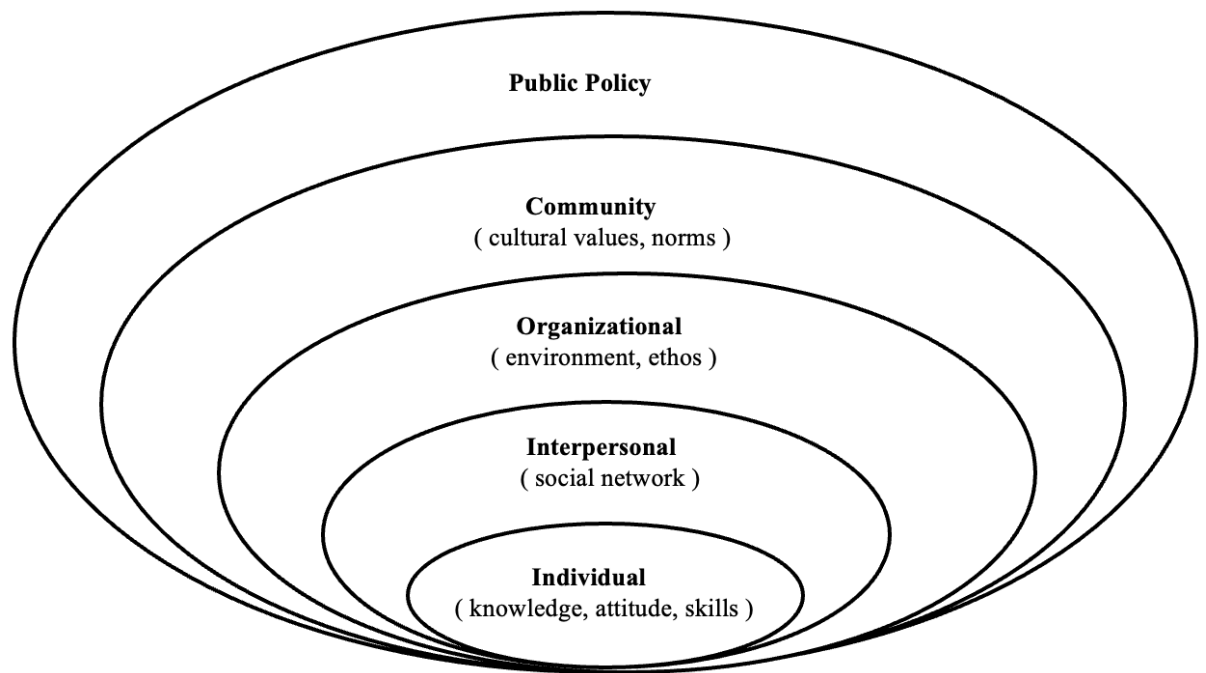 Public Policy
Community
( cultural values, norms )
Organizational
( environment, ethos )
Interpersonal
( social network )
Individual
( knowledge, attitude, skills )